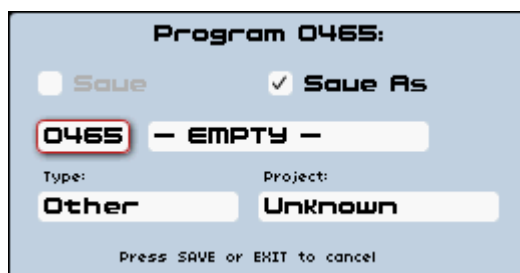 Program 0465:
Save Save As
0465 - EMPTY -
Type: Project:
Other Unknown
Press SAVE or EXIT to cancel